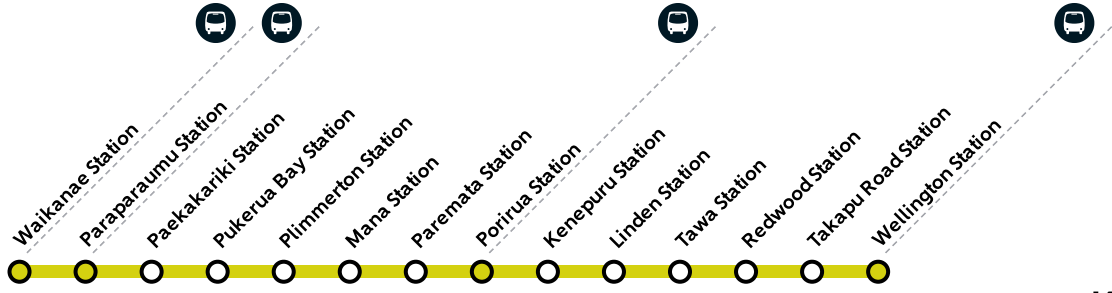 Waikanae Station
Paraparaumu Station
Paekakariki Station
Pukerua Bay Station
Plimmerton Station
Mana Station
Paremata Station
Porirua Station
Kenepuru Station
Linden Station
Tawa Station
Redwood Station
Takapu Road Station
Wellington Station